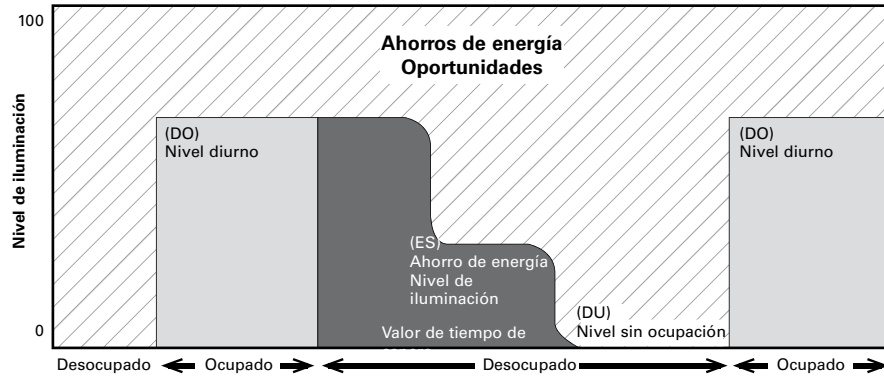 100
Ahorros de energía
Oportunidades
Nivel de iluminación
(DO)
Nivel diurno
(DO)
Nivel diurno
(ES)
Ahorro de energía
Nivel de
iluminación
(DU)
Nivel sin ocupación
Valor de tiempo de
0
Desocupado
Ocupado
Desocupado
Ocupado